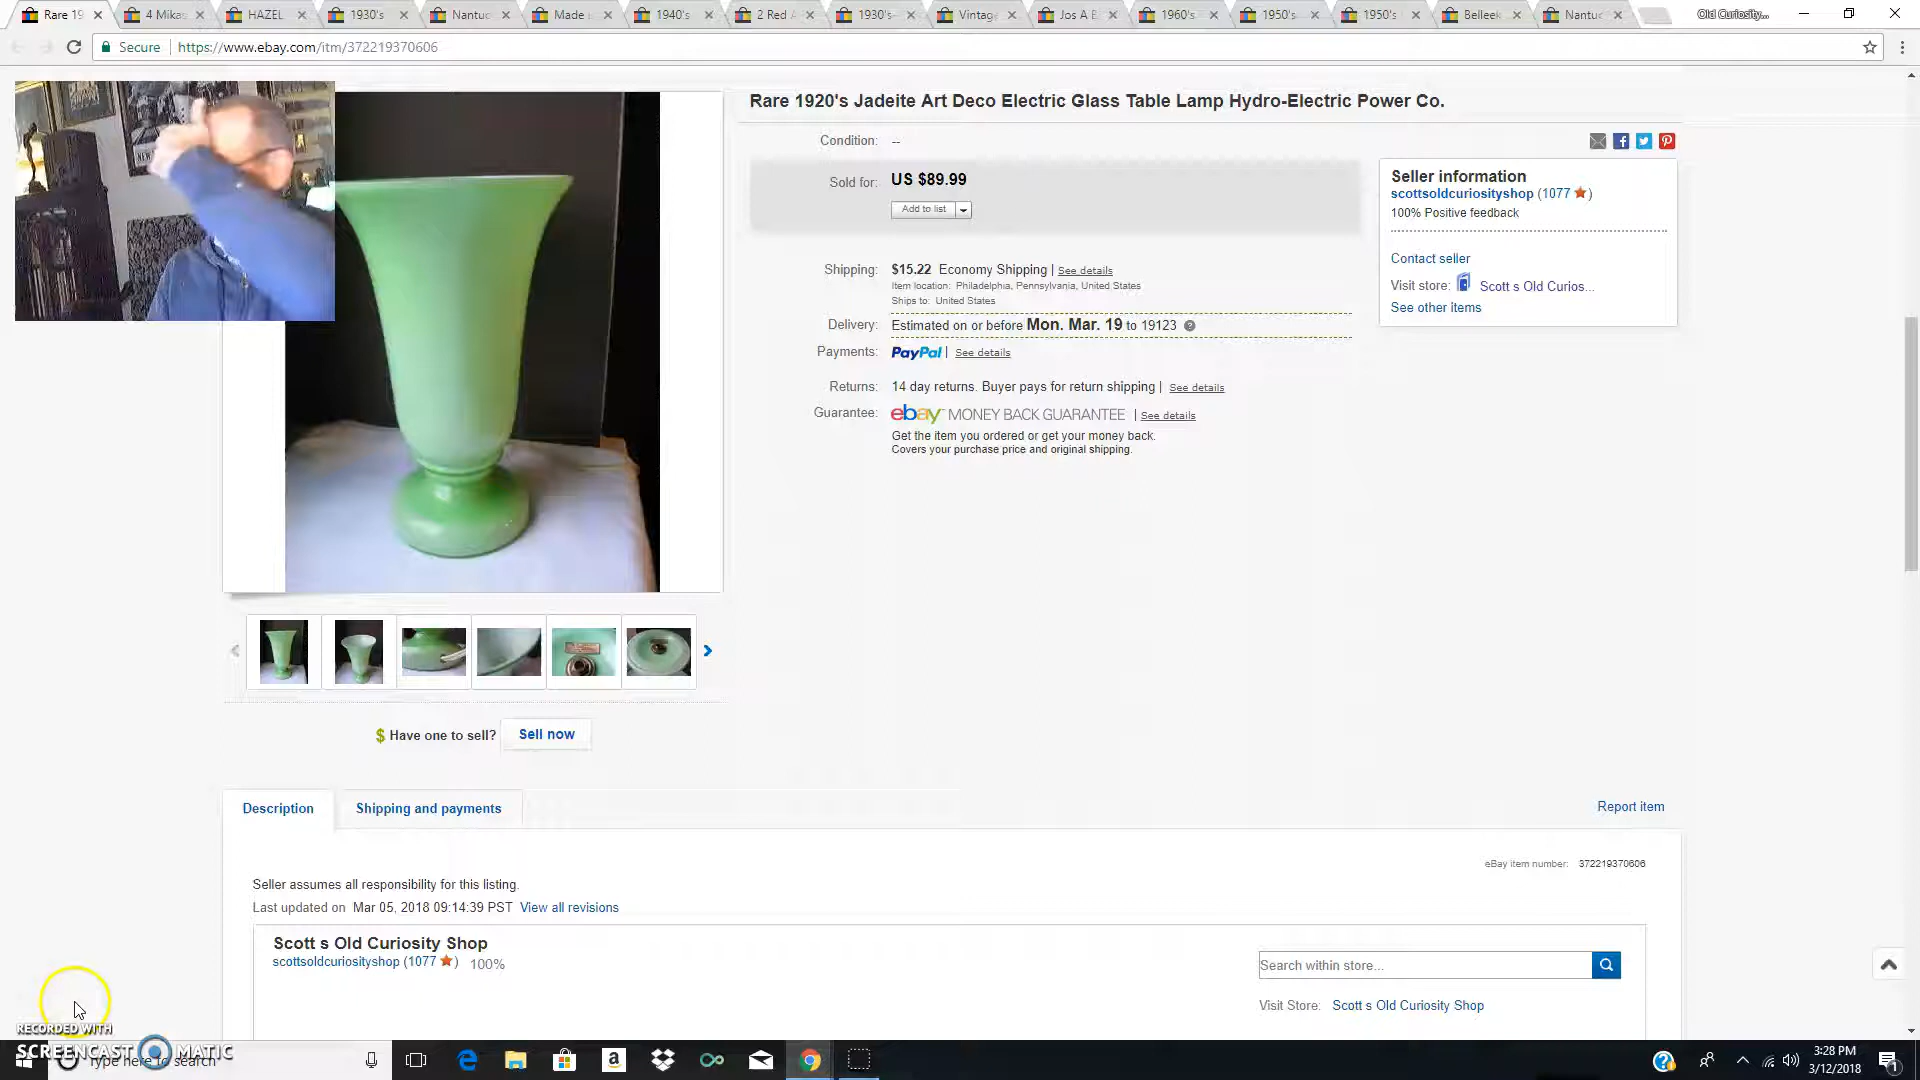 Rare 19
4 Mikas
HAZEL
1930's
Nantuc
Made i
1940's
2 Red A
1930's
Vintag
Jos A B
1960's
1950's
1950's
Belleek
Nantuc
Old Curiosity...
Secure
https://www.ebay.com/itm/372219370606
Rare 1920's Jadeite Art Deco Electric Glass Table Lamp Hydro-Electric Power Co.
Condition: --
Sold for: US $89.99
Add to list
Shipping: $15.22 Economy Shipping | See details
Item location: Philadelphia, Pennsylvania, United States
Ships to: United States
Delivery: Estimated on or before Mon. Mar. 19 to 19123
Payments: PayPal | See details
Returns: 14 day returns. Buyer pays for return shipping | See details
Guarantee: ebay MONEY BACK GUARANTEE | See details
Get the item you ordered or get your money back.
Covers your purchase price and original shipping.
Seller information
scottsoldcuriosityshop (1077 )
100% Positive feedback
Contact seller
Visit store: Scott s Old Curios...
See other items
$ Have one to sell? Sell now
Description
Shipping and payments
Report item
eBay item number: 372219370606
Seller assumes all responsibility for this listing.
Last updated on Mar 05, 2018 09:14:39 PST View all revisions
Scott s Old Curiosity Shop
scottsoldcuriosityshop (1077 ) 100%
Search within store...
Visit Store: Scott s Old Curiosity Shop
RECORDED WITH
SCREENCAST MATIC
Type here to search
3:28 PM
3/12/2018